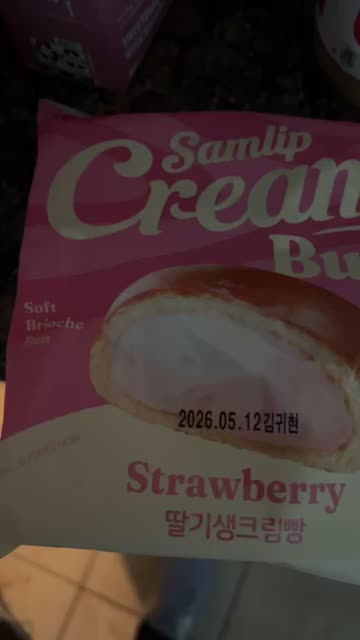 Samlip
Cream
Bu
Soft
Brioche
Bun
2026.05.12김귀현
Strawberry
딸기생크림빵